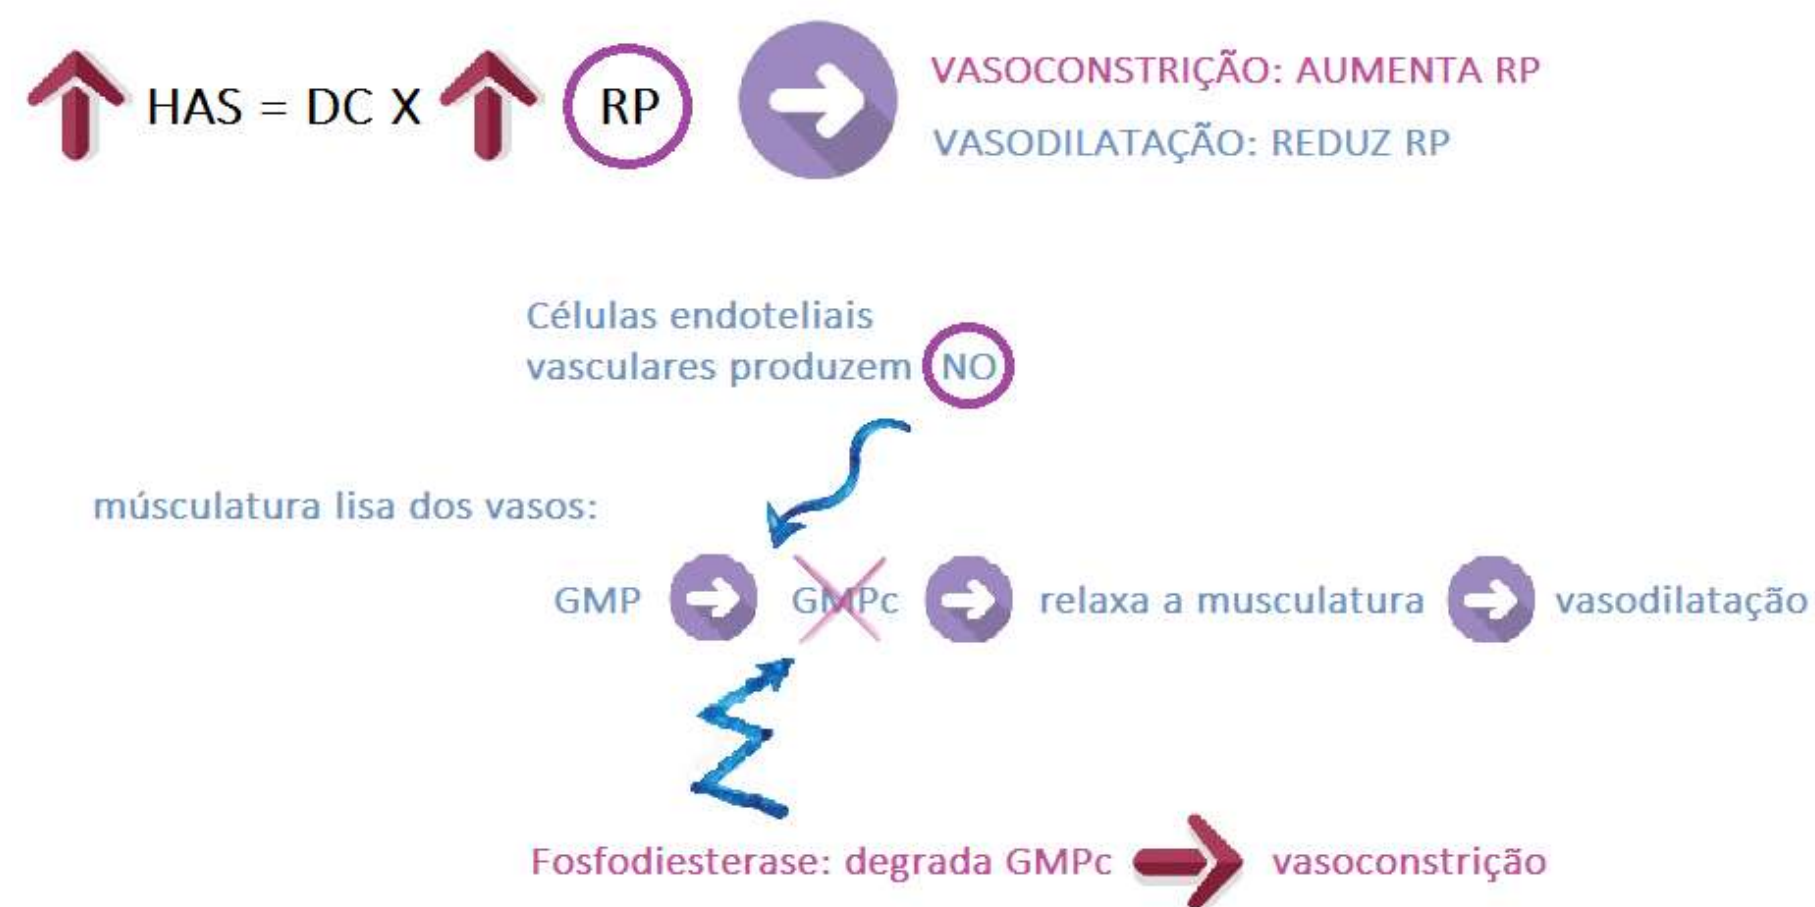 HAS = DC X RP
VASOCONSTRIÇÃO: AUMENTA RP
VASODILATAÇÃO: REDUZ RP
Células endoteliais
vasculares produzem NO
músculatura lisa dos vasos:
GMP GMPc relaxa a musculatura vasodilatação
Fosfodiesterase: degrada GMPc vasoconstrição